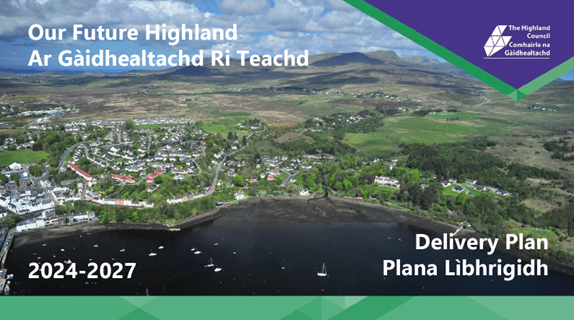 Our Future Highland
Ar Gàidhealtachd Ri Teachd
The Highland
Council
Comhairle na
Gàidhealtachd
Delivery Plan
Plana Lìbhrigidh
2024-2027